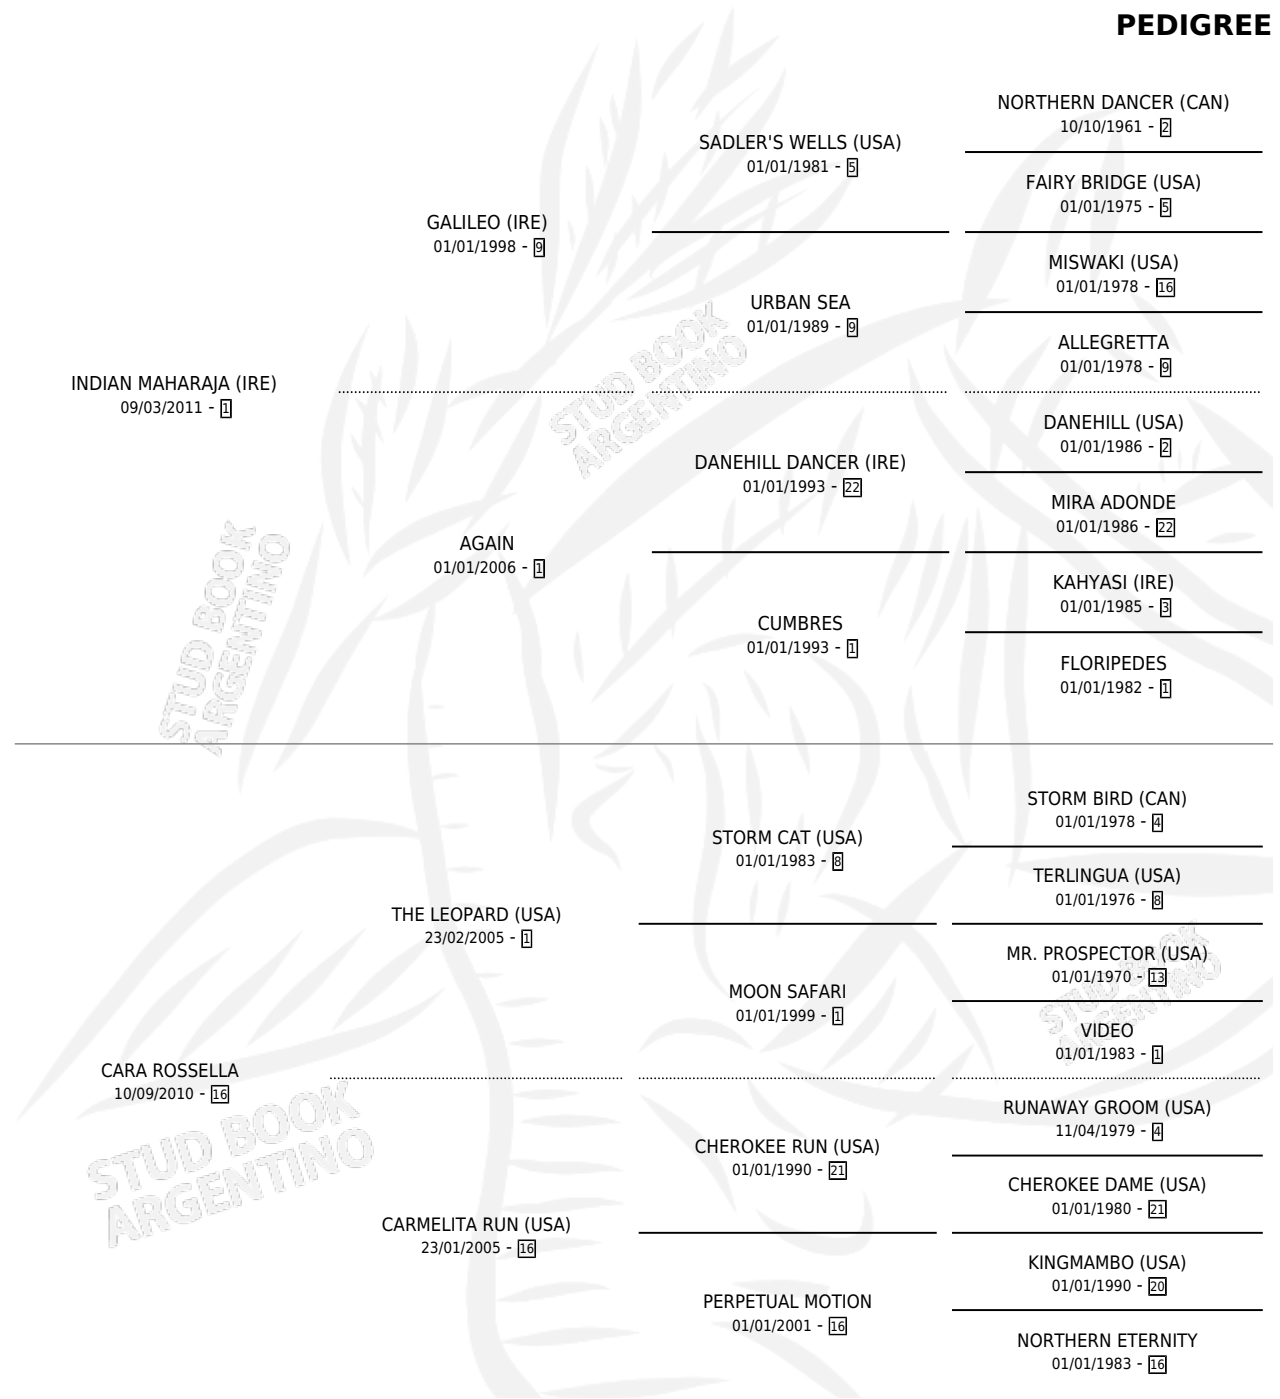 PEDIGREE
NORTHERN DANCER (CAN)
10/10/1961 - 2
SADLER'S WELLS (USA)
01/01/1981 - 5
FAIRY BRIDGE (USA)
01/01/1975 - 5
GALILEO (IRE)
01/01/1998 - 9
MISWAKI (USA)
01/01/1978 - 16
URBAN SEA
01/01/1989 - 9
ALLEGRETTA
01/01/1978 - 9
INDIAN MAHARAJA (IRE)
09/03/2011 - 1
DANEHILL (USA)
01/01/1986 - 2
DANEHILL DANCER (IRE)
01/01/1993 - 22
MIRA ADONDE
01/01/1986 - 22
AGAIN
01/01/2006 - 1
KAHYASI (IRE)
01/01/1985 - 3
CUMBRES
01/01/1993 - 1
FLORIPEDES
01/01/1982 - 1
STORM BIRD (CAN)
01/01/1978 - 4
STORM CAT (USA)
01/01/1983 - 8
TERLINGUA (USA)
01/01/1976 - 8
THE LEOPARD (USA)
23/02/2005 - 1
MR. PROSPECTOR (USA)
01/01/1970 - 13
MOON SAFARI
01/01/1999 - 1
VIDEO
01/01/1983 - 1
CARA ROSSELLA
10/09/2010 - 16
RUNAWAY GROOM (USA)
11/04/1979 - 4
CHEROKEE RUN (USA)
01/01/1990 - 21
CHEROKEE DAME (USA)
01/01/1980 - 21
CARMELITA RUN (USA)
23/01/2005 - 16
KINGMAMBO (USA)
01/01/1990 - 20
PERPETUAL MOTION
01/01/2001 - 16
NORTHERN ETERNITY
01/01/1983 - 16
STUD BOOK
ARGENTINO
STUD BOOK
ARGENTINO
STUD BOOK
ARGENTINO
STUD BOOK
ARGENTINO